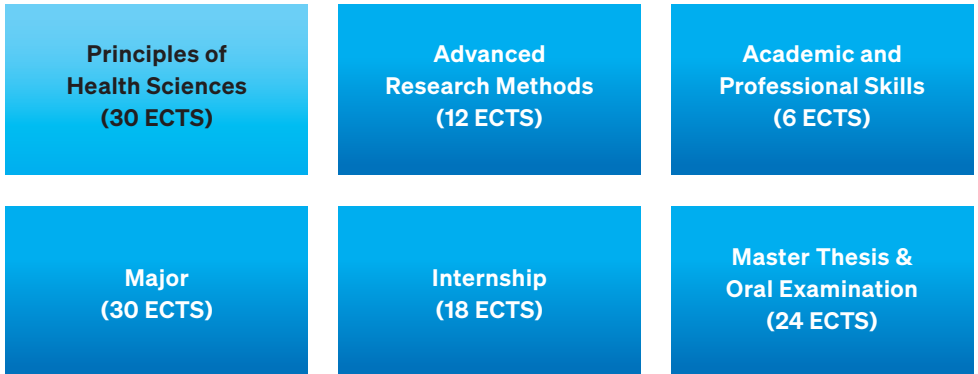 Principles of
Health Sciences
(30 ECTS)
Advanced
Research Methods
(12 ECTS)
Academic and
Professional Skills
(6 ECTS)
Major
(30 ECTS)
Internship
(18 ECTS)
Master Thesis &
Oral Examination
(24 ECTS)